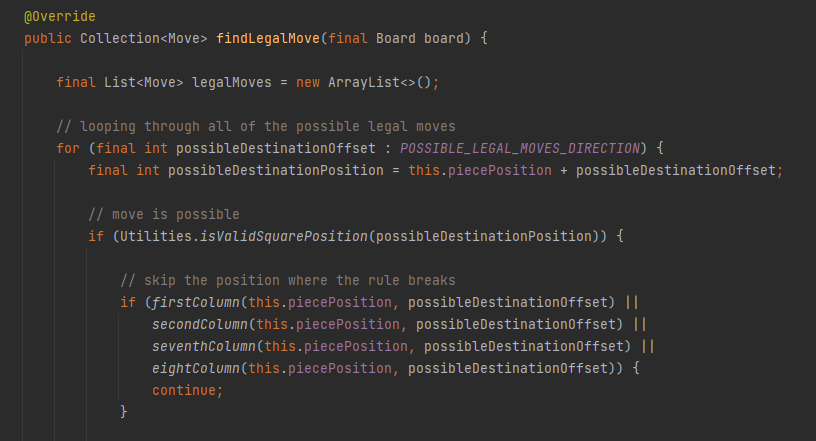 @Override
public Collection<Move> findLegalMove(final Board board) {
final List<Move> legalMoves = new ArrayList<>();
// looping through all of the possible legal moves
for (final int possibleDestinationOffset : POSSIBLE_LEGAL_MOVES_DIRECTION) {
final int possibleDestinationPosition = this.piecePosition + possibleDestinationOffset;
// move is possible
if (Utilities.isValidSquarePosition(possibleDestinationPosition)) {
// skip the position where the rule breaks
if (firstColumn(this.piecePosition, possibleDestinationOffset) ||
secondColumn(this.piecePosition, possibleDestinationOffset) ||
seventhColumn(this.piecePosition, possibleDestinationOffset) ||
eightColumn(this.piecePosition, possibleDestinationOffset)) {
continue;
}